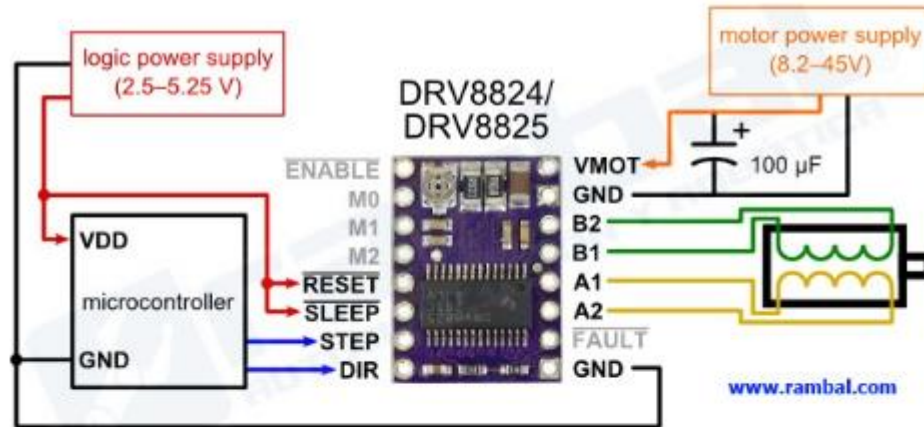 logic power supply
(2.5–5.25 V)
motor power supply
(8.2–45V)
DRV8824/
DRV8825
100 µF
+
ENABLE
M0
M1
M2
RESET
SLEEP
STEP
DIR
VMOT
GND
B2
B1
A1
A2
FAULT
GND
VDD
microcontroller
GND
www.rambal.com